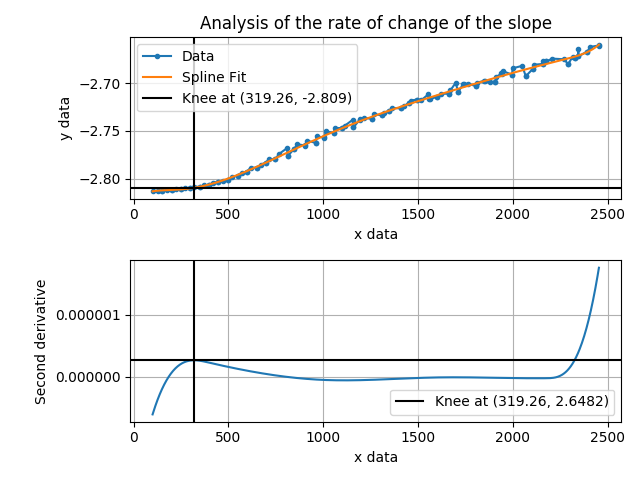 Analysis of the rate of change of the slope
Data
Spline Fit
Knee at (319.26, -2.809)
y data
−2.70
−2.75
−2.80
0 500 1000 1500 2000 2500
x data
Second derivative
0.000001
0.000000
Knee at (319.26, 2.6482)
0 500 1000 1500 2000 2500
x data